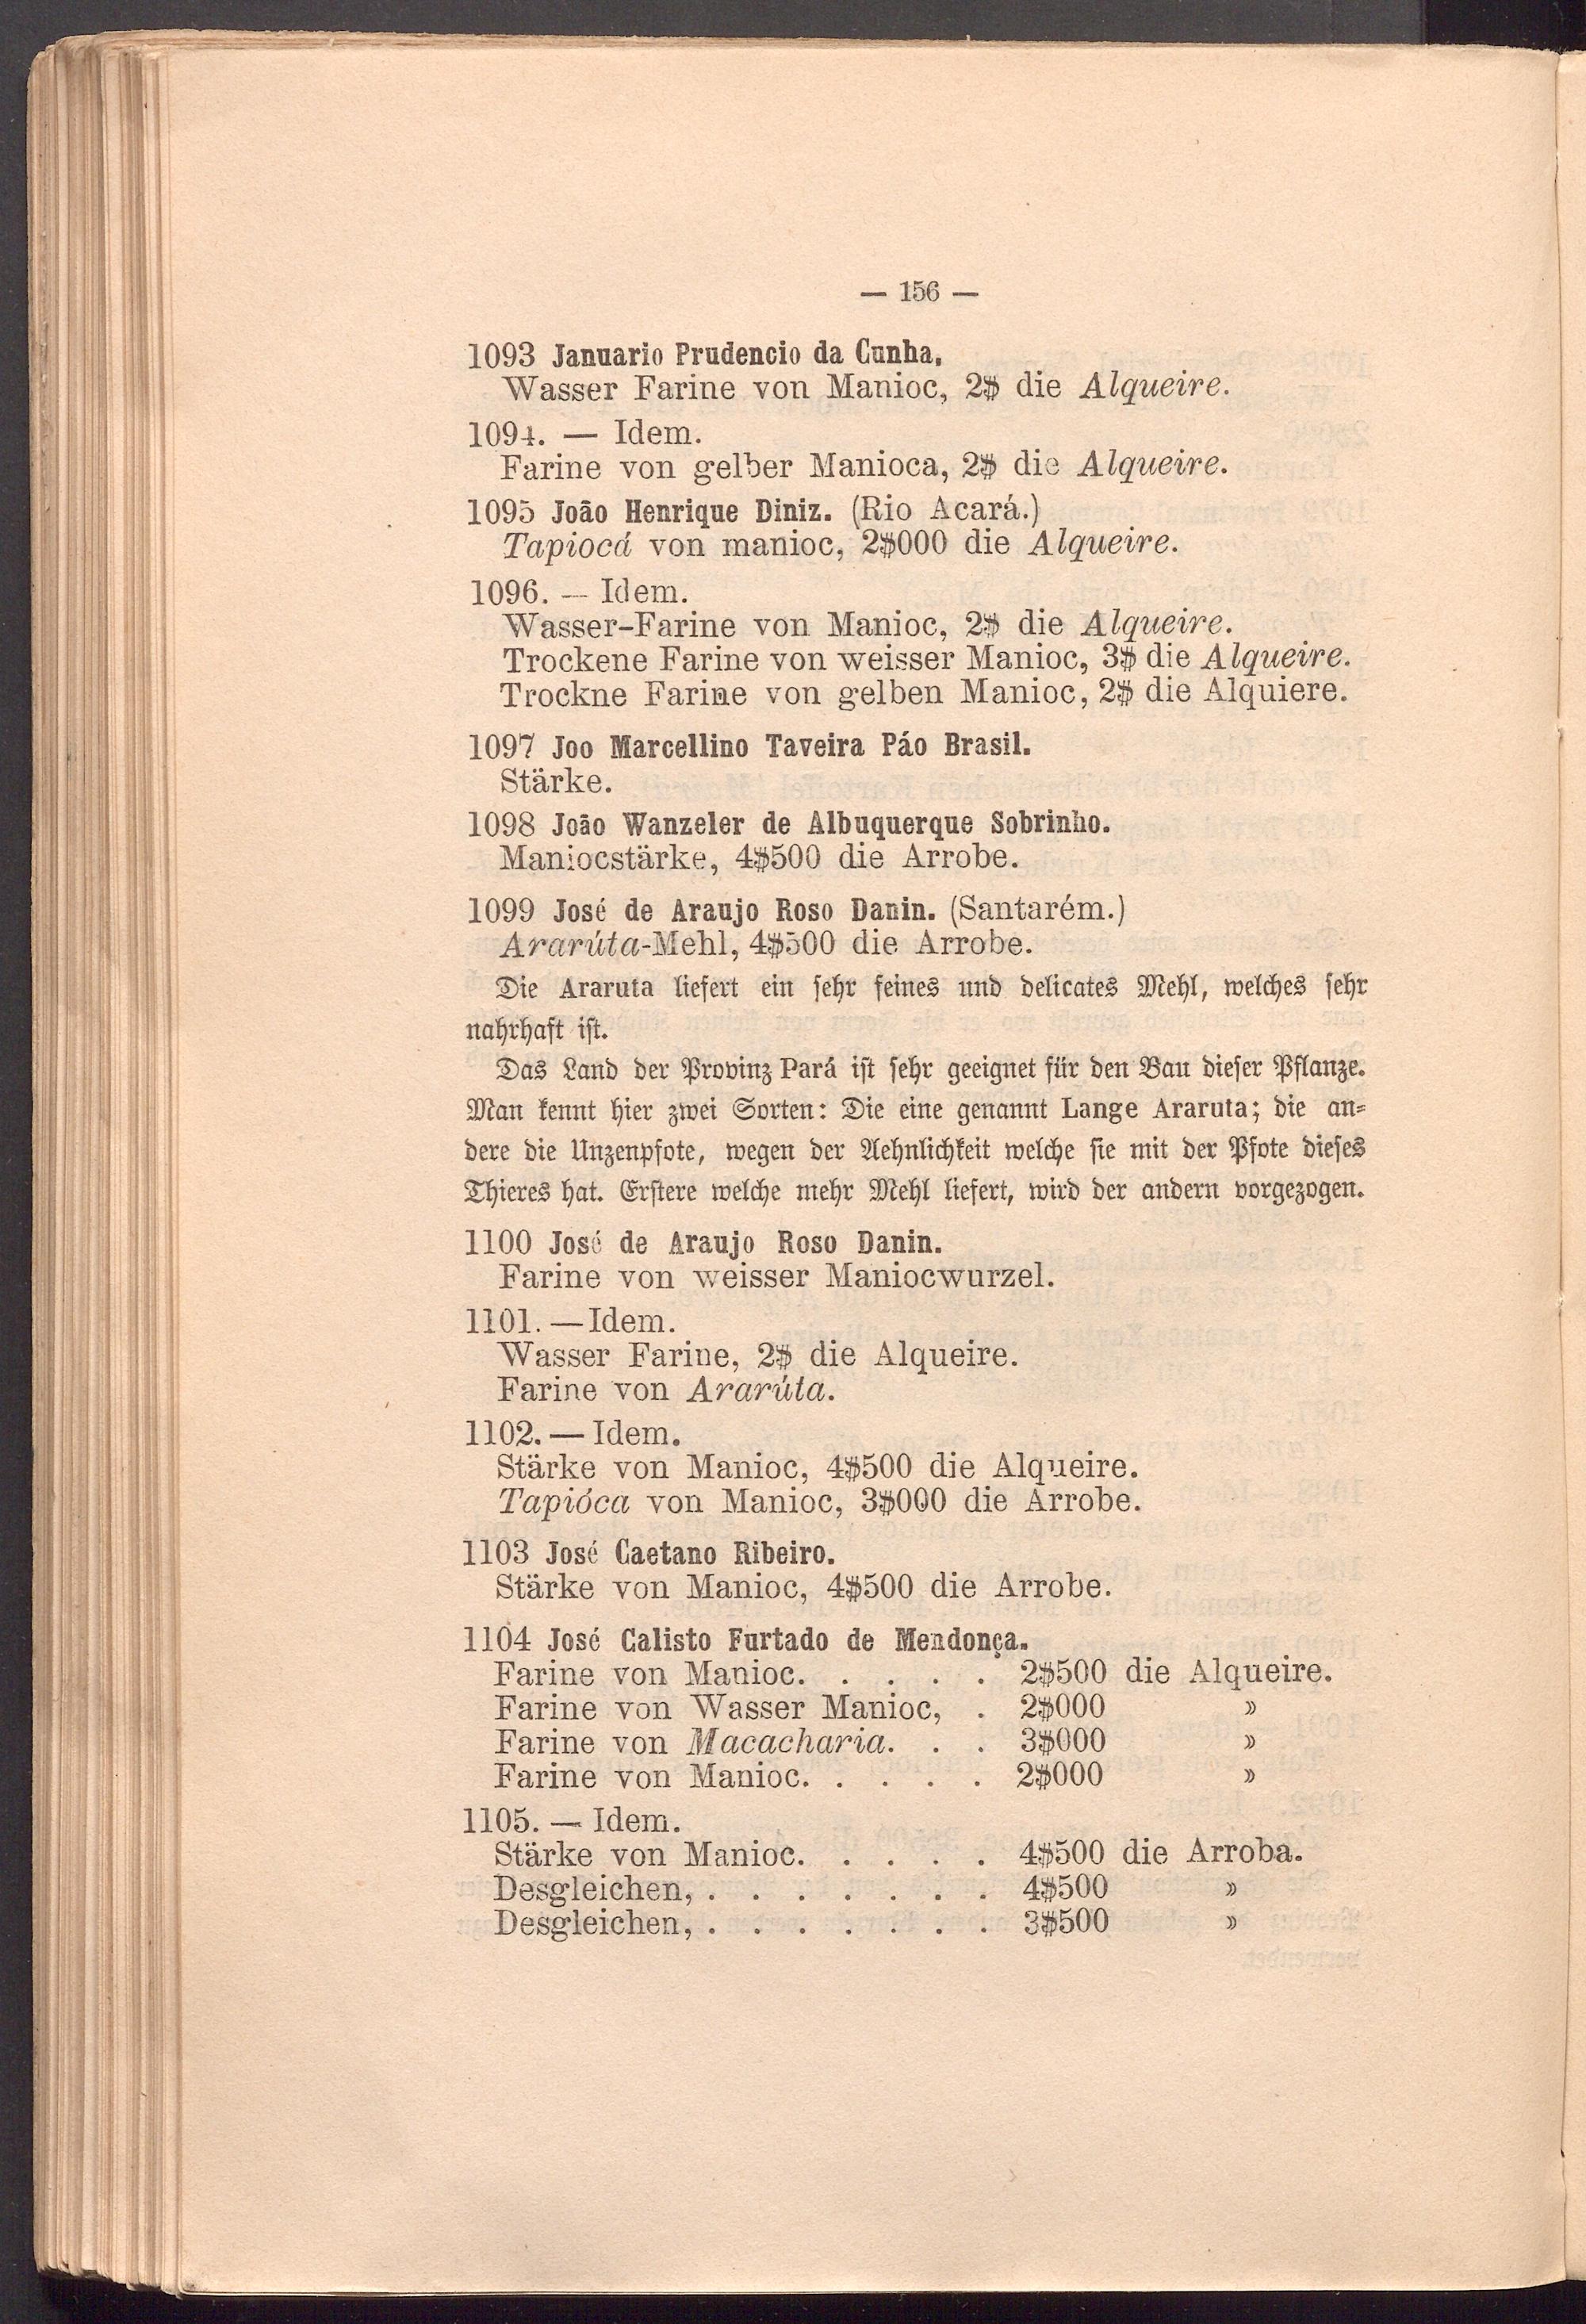 — 156 —
1093 Januario Prudencio da Cunha.
Wasser Farine von Manioc, 2$ die Alqueire.
1094. — Idem.
Farine von gelber Manioca, 2$ die Alqueire.
1095 João Henrique Diniz. (Rio Acará.)
Tapiocá von manioc, 2$000 die Alqueire.
1096. — Idem.
Wasser-Farine von Manioc, 2$ die Alqueire.
Trockene Farine von weisser Manioc, 3$ die Alqueire.
Trockne Farine von gelben Manioc, 2$ die Alquiere.
1097 Joo Marcellino Taveira Páo Brasil.
Stärke.
1098 João Wanzeler de Albuquerque Sobrinho.
Maniocstärke, 4$500 die Arrobe.
1099 José de Araujo Roso Danin. (Santarém.)
Ararúta-Mehl, 4$500 die Arrobe.
Die Araruta liefert ein sehr feines und delicates Mehl, welches sehr
nahrhaft ist.
Das Land der Provinz Pará ist sehr geeignet für den Bau dieser Pflanze.
Man kennt hier zwei Sorten: Die eine genannt Lange Araruta; die an-
dere die Unzenpfote, wegen der Aehnlichkeit welche sie mit der Pfote dieses
Thieres hat. Erstere welche mehr Mehl liefert, wird der andern vorgezogen.
1100 José de Araujo Roso Danin.
Farine von weisser Maniocwurzel.
1101. — Idem.
Wasser Farine, 2$ die Alqueire.
Farine von Ararúta.
1102. — Idem.
Stärke von Manioc, 4$500 die Alqueire.
Tapióca von Manioc, 3$000 die Arrobe.
1103 José Caetano Ribeiro.
Stärke von Manioc, 4$500 die Arrobe.
1104 José Calisto Furtado de Mendonça.
Farine von Manioc. . . . . 2$500 die Alqueire.
Farine von Wasser Manioc, . 2$000 »
Farine von Macacharia. . . 3$000 »
Farine von Manioc. . . . . 2$000 »
1105. — Idem.
Stärke von Manioc. . . . . 4$500 die Arroba.
Desgleichen, . . . . . . . 4$500 »
Desgleichen, . . . . . . . 3$500 »